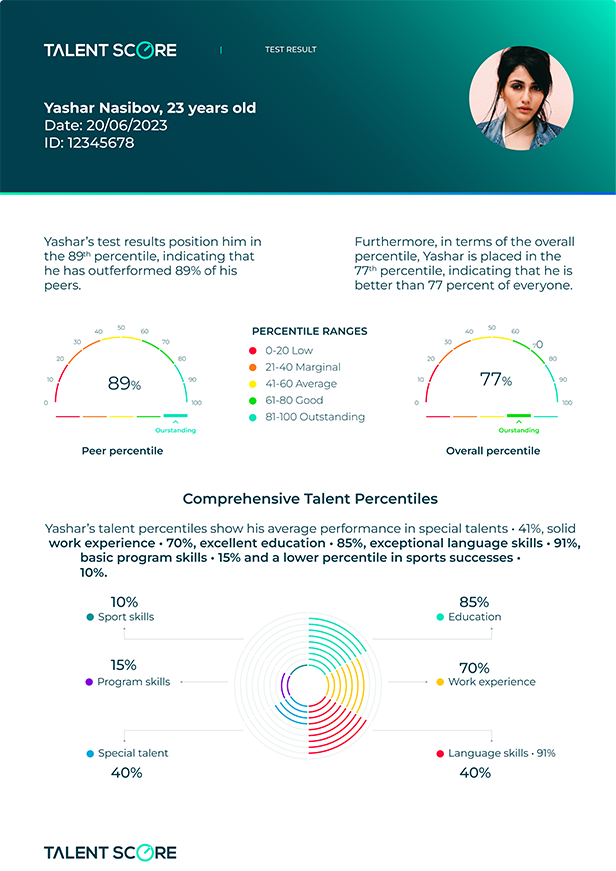 TALENT SCORE
TEST RESULT
Yashar Nasibov, 23 years old
Date: 20/06/2023
ID: 12345678
Yashar's test results position him in
the 89th percentile, indicating that
he has outferformed 89% of his
peers.
Furthermore, in terms of the overall
percentile, Yashar is placed in the
77th percentile, indicating that he is
better than 77 percent of everyone.
0
10
20
30
40
50
60
70
80
90
100
89%
Ourstanding
Peer percentile
PERCENTILE RANGES
0-20 Low
21-40 Marginal
41-60 Average
61-80 Good
81-100 Outstanding
0
10
20
30
40
50
60
70
80
90
100
77%
Ourstanding
Overall percentile
Comprehensive Talent Percentiles
Yashar's talent percentiles show his average performance in special talents • 41%, solid
work experience • 70%, excellent education • 85%, exceptional language skills • 91%,
basic program skills • 15% and a lower percentile in sports successes •
10%.
10%
Sport skills
85%
Education
15%
Program skills
70%
Work experience
Special talent
40%
Language skills • 91%
40%
TALENT SCORE